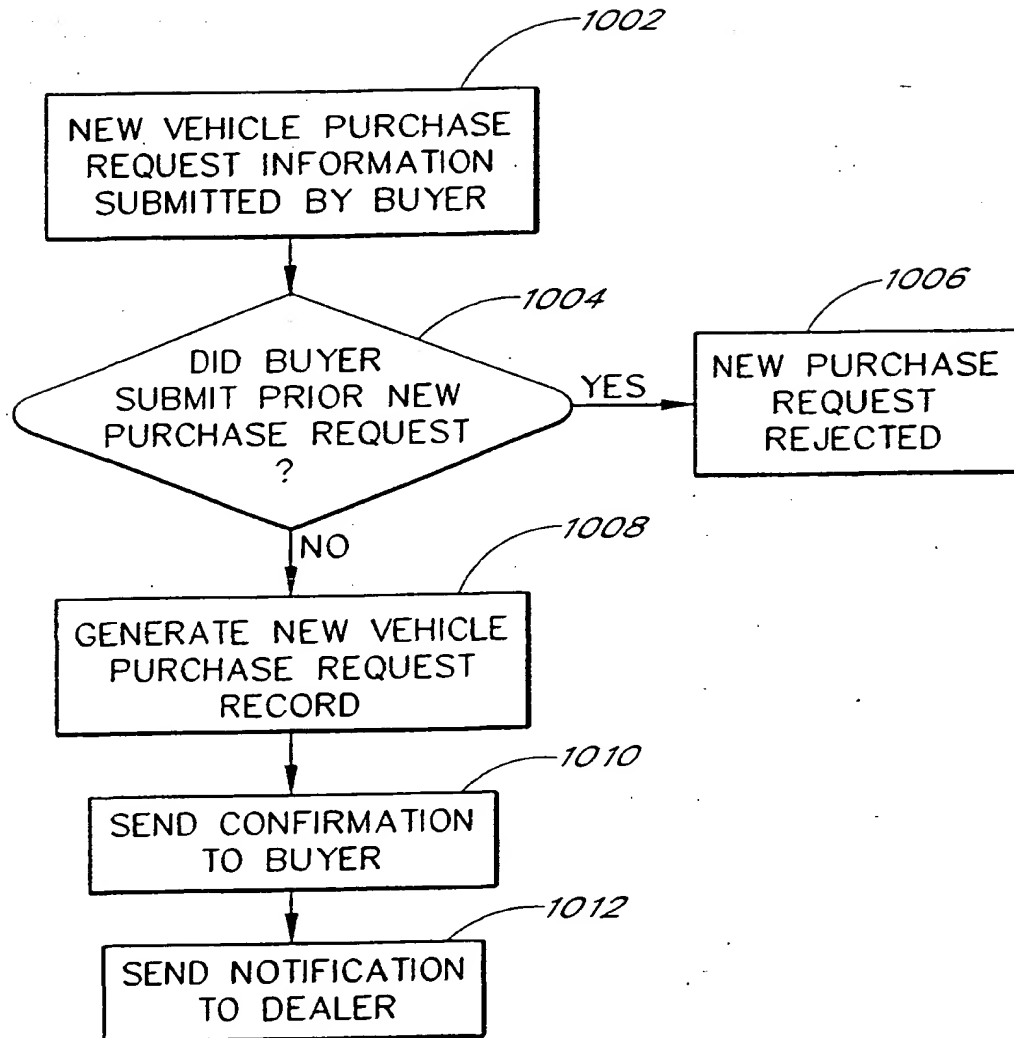 1002
NEW VEHICLE PURCHASE
REQUEST INFORMATION
SUBMITTED BY BUYER
1004
DID BUYER
SUBMIT PRIOR NEW
PURCHASE REQUEST
?
YES
1006
NEW PURCHASE
REQUEST
REJECTED
NO
1008
GENERATE NEW VEHICLE
PURCHASE REQUEST
RECORD
1010
SEND CONFIRMATION
TO BUYER
1012
SEND NOTIFICATION
TO DEALER